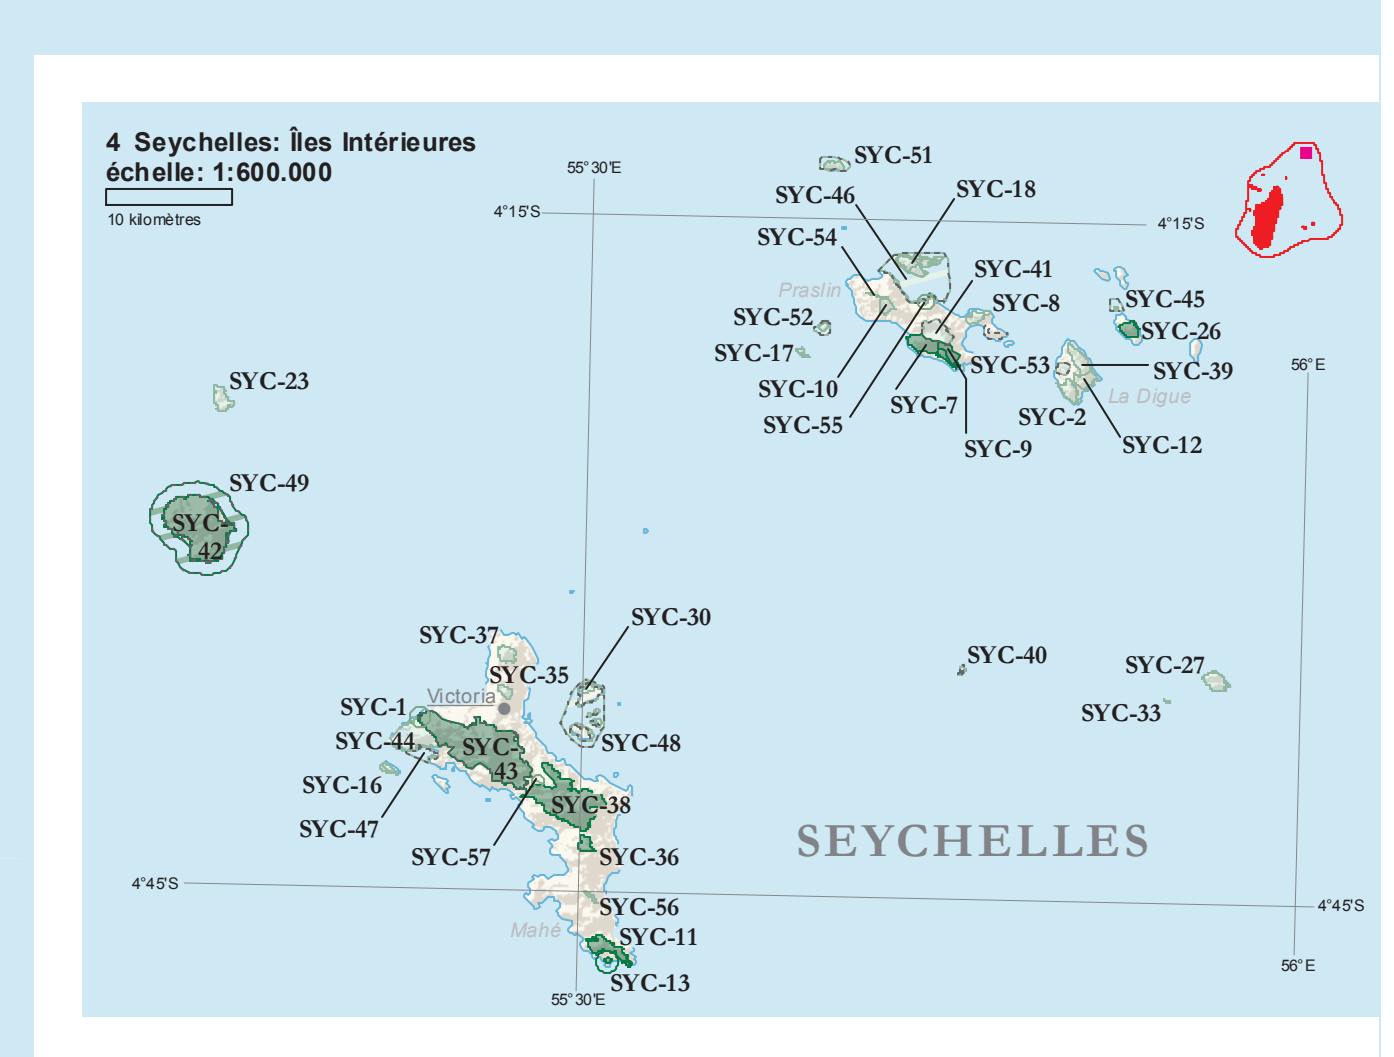 4 Seychelles: Îles Intérieures
échelle: 1:600.000
10 kilomètres
55°30'E
4°15'S
4°15'S
SYC-51
SYC-46
SYC-18
SYC-54
SYC-41
Praslin
SYC-8
SYC-45
SYC-52
SYC-26
SYC-17
SYC-53
SYC-39
56°E
SYC-23
SYC-10
La Digue
SYC-7
SYC-2
SYC-55
SYC-12
SYC-9
SYC-49
SYC-
42
SYC-30
SYC-37
SYC-40
SYC-27
SYC-35
Victoria
SYC-1
SYC-33
SYC-44
SYC-48
SYC-
43
SYC-16
SYC-38
SYC-47
SEYCHELLES
SYC-57
SYC-36
4°45'S
4°45'S
SYC-56
Mahé
SYC-11
56°E
SYC-13
55°30'E